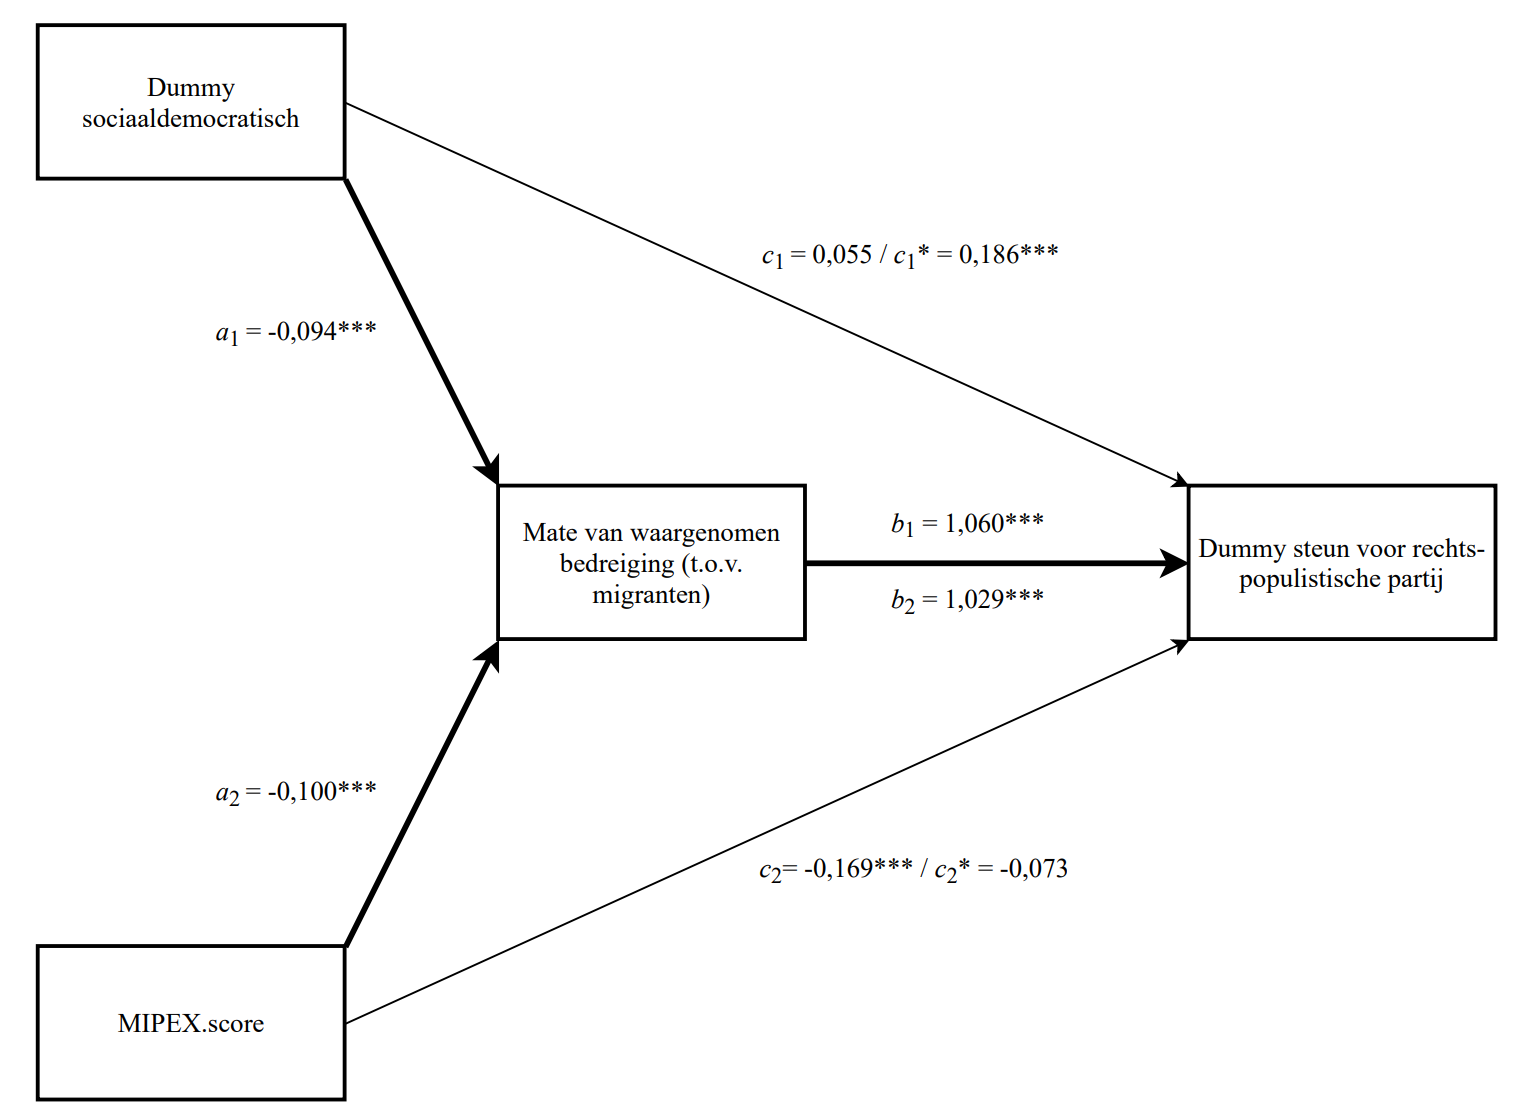 Dummy
sociaaldemocratisch
c1 = 0,055 / c1* = 0,186***
a1 = -0,094***
Mate van waargenomen
bedreiging (t.o.v.
migranten)
b1 = 1,060***
b2 = 1,029***
Dummy steun voor rechts-
populistische partij
a2 = -0,100***
c2= -0,169*** / c2* = -0,073
MIPEX.score